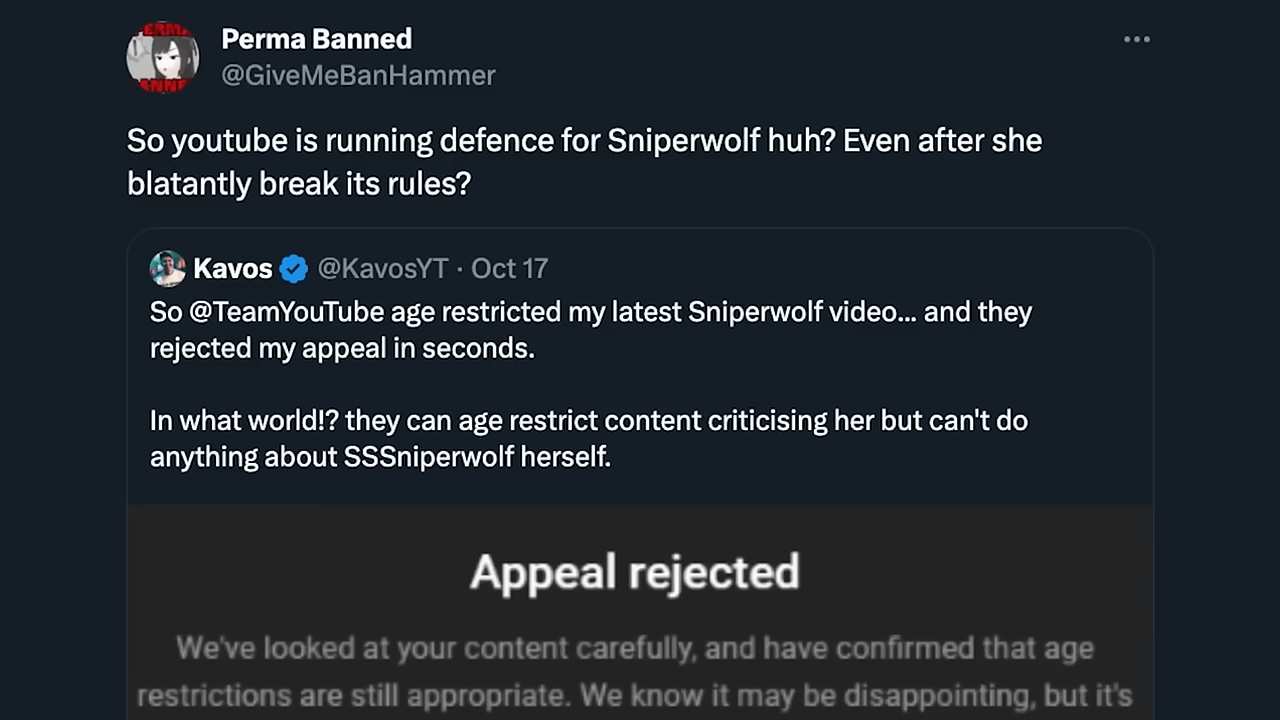 Perma Banned
@GiveMeBanHammer
So youtube is running defence for Sniperwolf huh? Even after she
blatantly break its rules?
Kavos @KavosYT · Oct 17
So @TeamYouTube age restricted my latest Sniperwolf video... and they
rejected my appeal in seconds.
In what world!? they can age restrict content criticising her but can't do
anything about SSSniperwolf herself.
Appeal rejected
We've looked at your content carefully, and have confirmed that age
restrictions are still appropriate. We know it may be disappointing, but it's